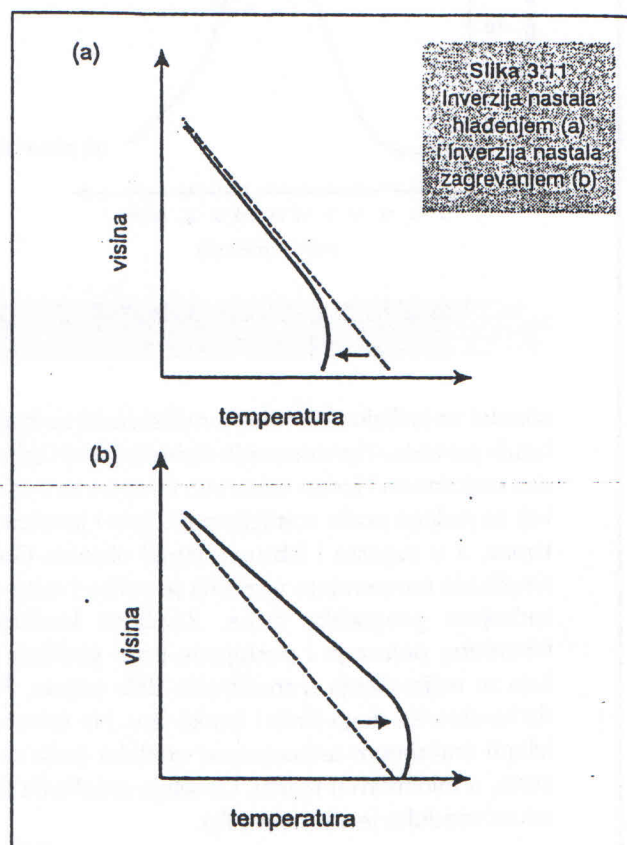 (a)
Slika 3.11
Inverzija nastala
hlađenjem (a)
i inverzija nastala
zagrevanjem (b)
visina
temperatura
(b)
visina
temperatura